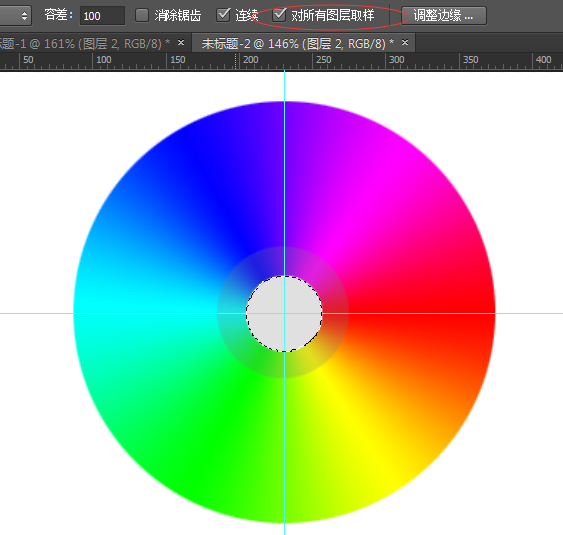 容差： 100 消除锯齿 连续 对所有图层取样 调整边缘 ...
标题-1 @ 161% (图层 2, RGB/8) * × 未标题-2 @ 146% (图层 2, RGB/8) * ×
50 100 150 200 250 300 350 400